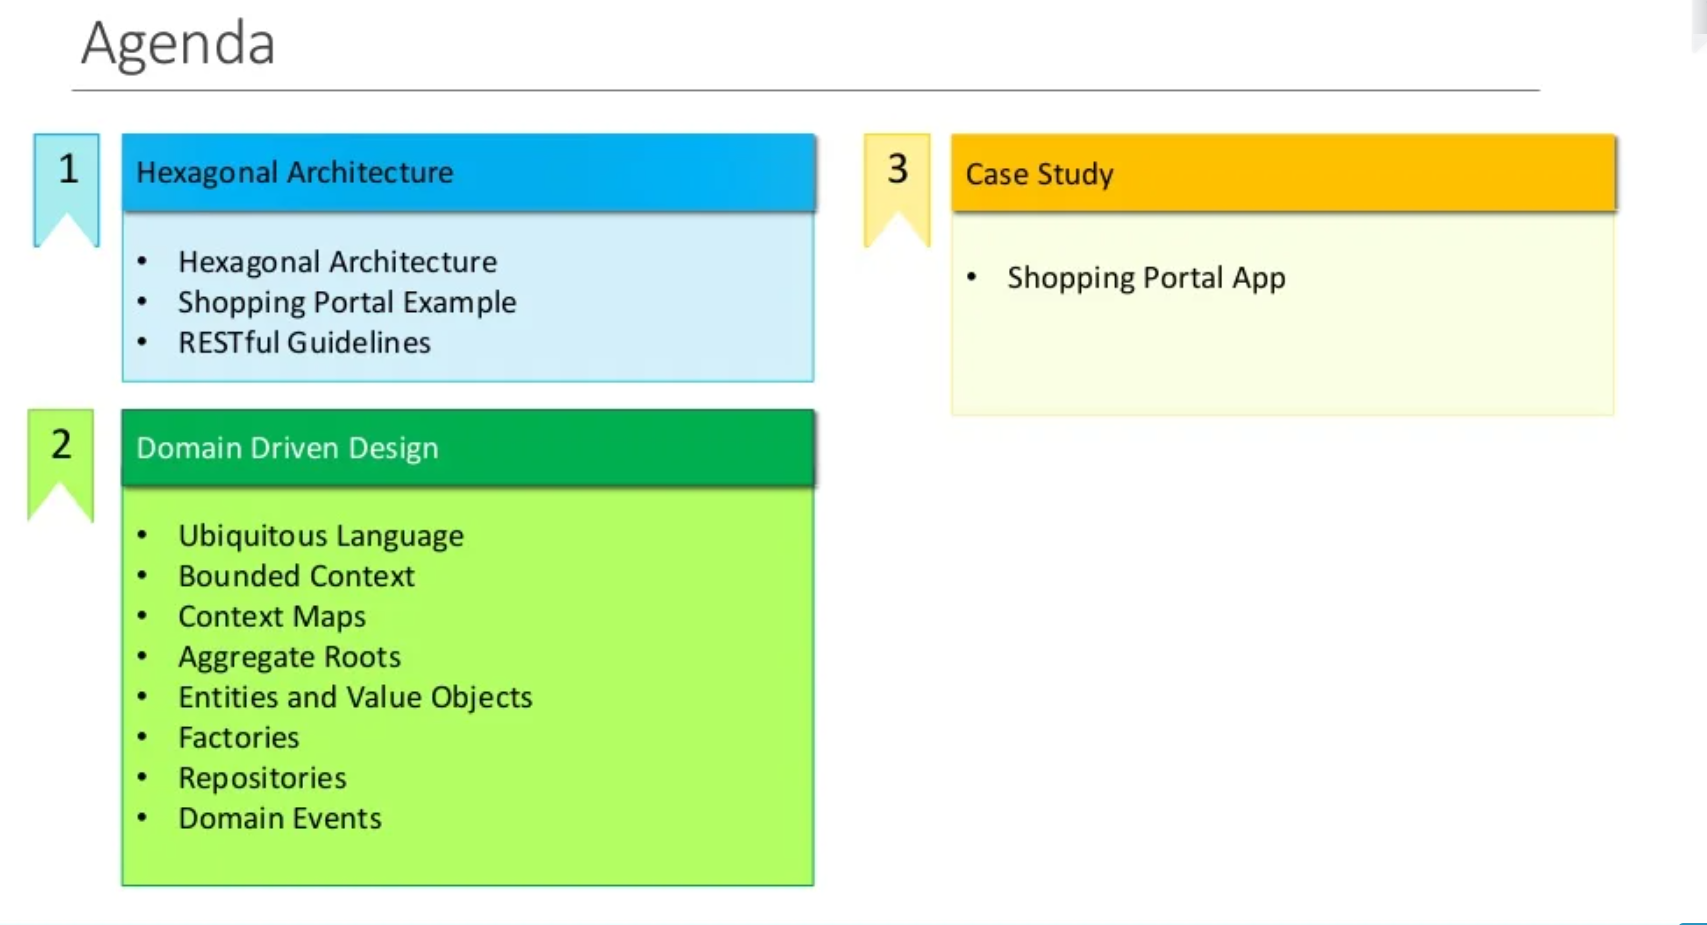 Agenda
1
Hexagonal Architecture
• Hexagonal Architecture
• Shopping Portal Example
• RESTful Guidelines
2
Domain Driven Design
• Ubiquitous Language
• Bounded Context
• Context Maps
• Aggregate Roots
• Entities and Value Objects
• Factories
• Repositories
• Domain Events
3
Case Study
• Shopping Portal App